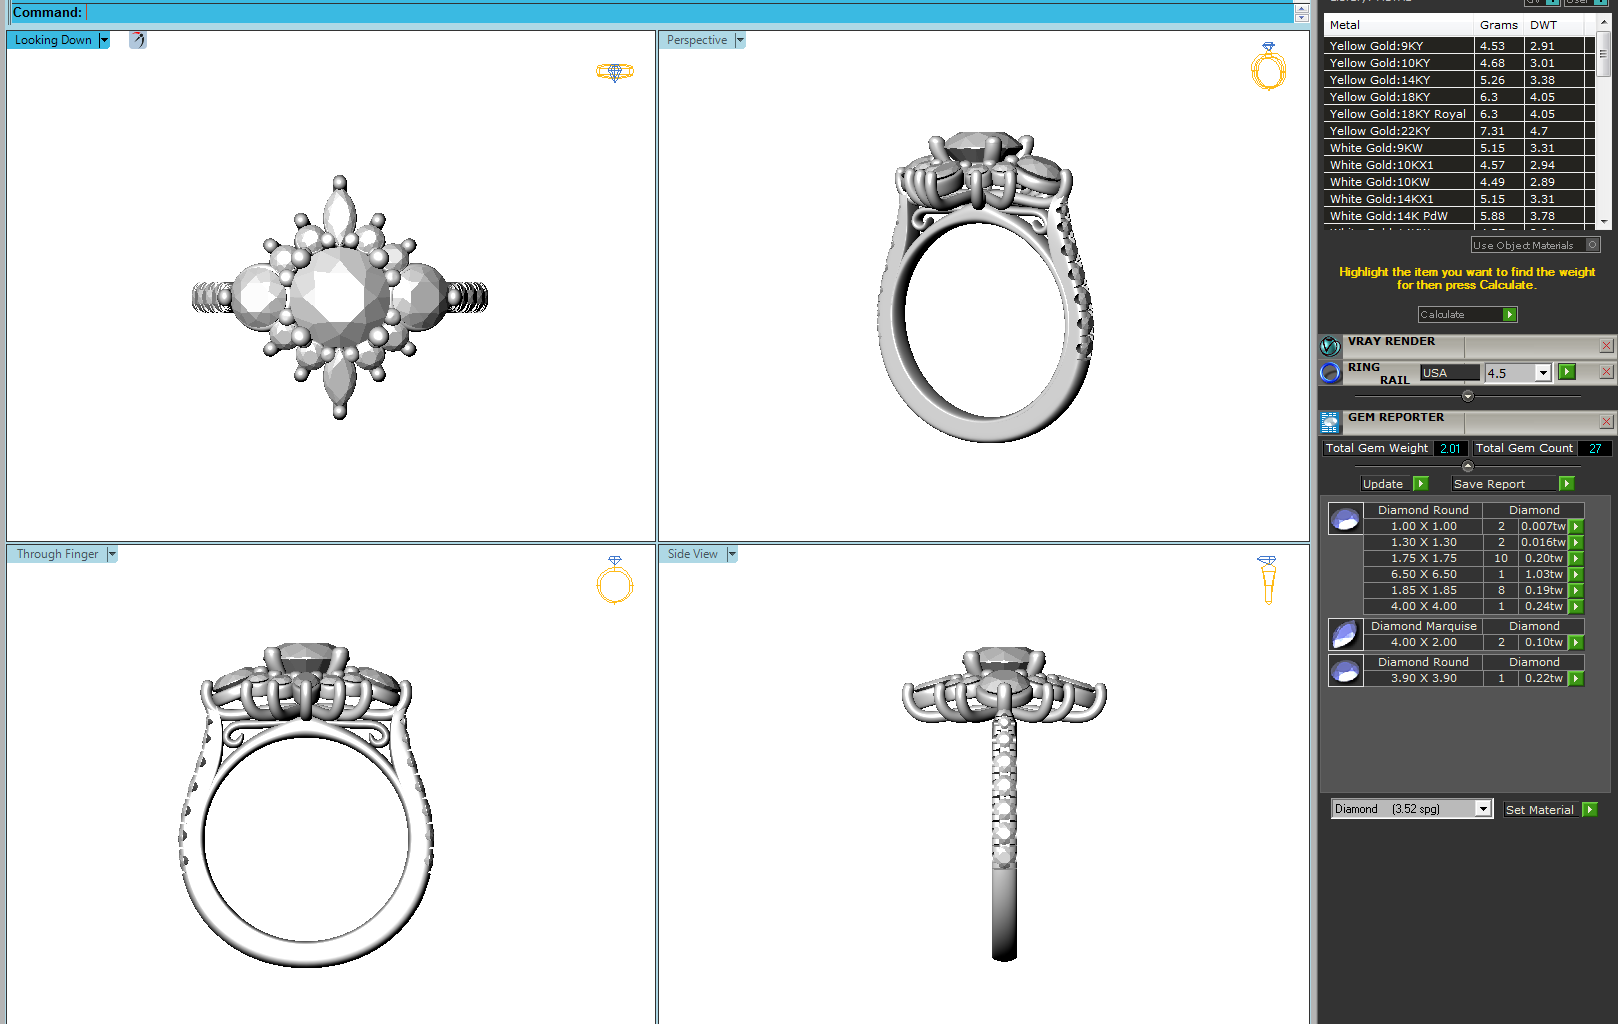 Command:
Looking Down
Perspective
Through Finger
Side View
Metal Grams DWT
Yellow Gold:9KY 4.53 2.91
Yellow Gold:10KY 4.68 3.01
Yellow Gold:14KY 5.26 3.38
Yellow Gold:18KY 6.3 4.05
Yellow Gold:18KY Royal 6.3 4.05
Yellow Gold:22KY 7.31 4.7
White Gold:9KW 5.15 3.31
White Gold:10KX1 4.57 2.94
White Gold:10KW 4.49 2.89
White Gold:14KX1 5.15 3.31
White Gold:14K PdW 5.88 3.78
Use Object Materials
Highlight the item you want to find the weight
for then press Calculate.
Calculate
VRAY RENDER
RING
RAIL USA 4.5
GEM REPORTER
Total Gem Weight 2.01 Total Gem Count 27
Update Save Report
Diamond Round Diamond
1.00 X 1.00 2 0.007tw
1.30 X 1.30 2 0.016tw
1.75 X 1.75 10 0.20tw
6.50 X 6.50 1 1.03tw
1.85 X 1.85 8 0.19tw
4.00 X 4.00 1 0.24tw
Diamond Marquise Diamond
4.00 X 2.00 2 0.10tw
Diamond Round Diamond
3.90 X 3.90 1 0.22tw
Diamond (3.52 spg) Set Material